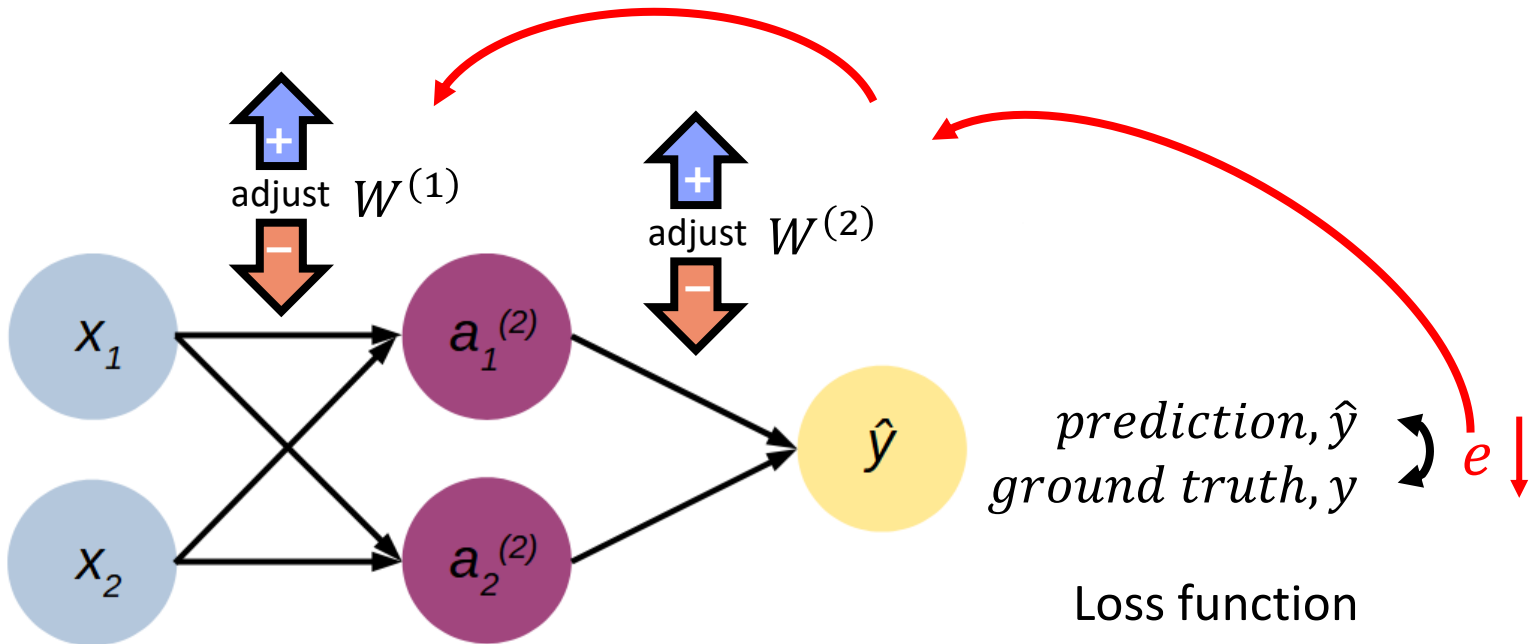 +
adjust W^(1)
−
+
adjust W^(2)
−
x_1
a_1^(2)
x_2
a_2^(2)
ŷ
prediction, ŷ
ground truth, y
e
Loss function